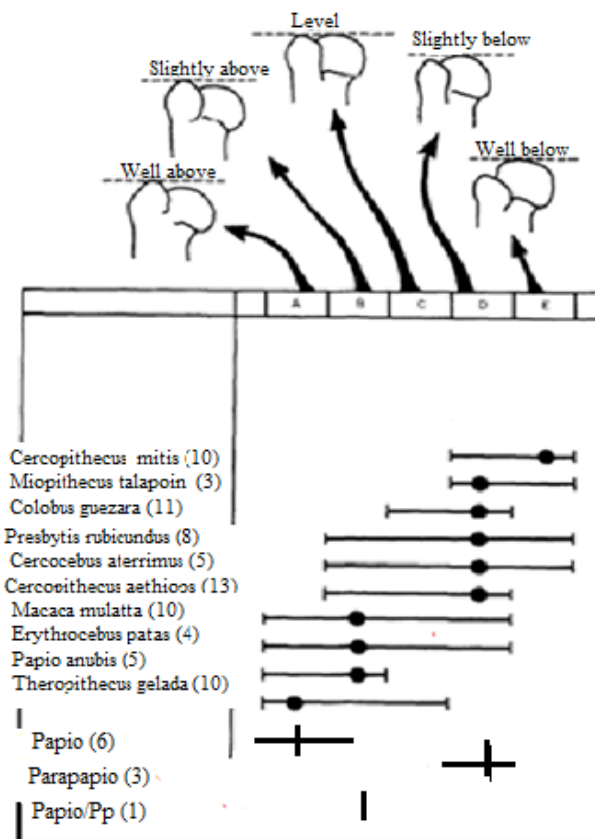 Level
Slightly below
Slightly above
Well below
Well above
A B C D E
Cercopithecus mitis (10)
Miopithecus talapoin (3)
Colobus guezara (11)
Presbytis rubicundus (8)
Cercocebus aterrimus (5)
Cercopithecus aethiops (13)
Macaca mulatta (10)
Erythrocebus patas (4)
Papio anubis (5)
Theropithecus gelada (10)
Papio (6)
Parapapio (3)
Papio/Pp (1)